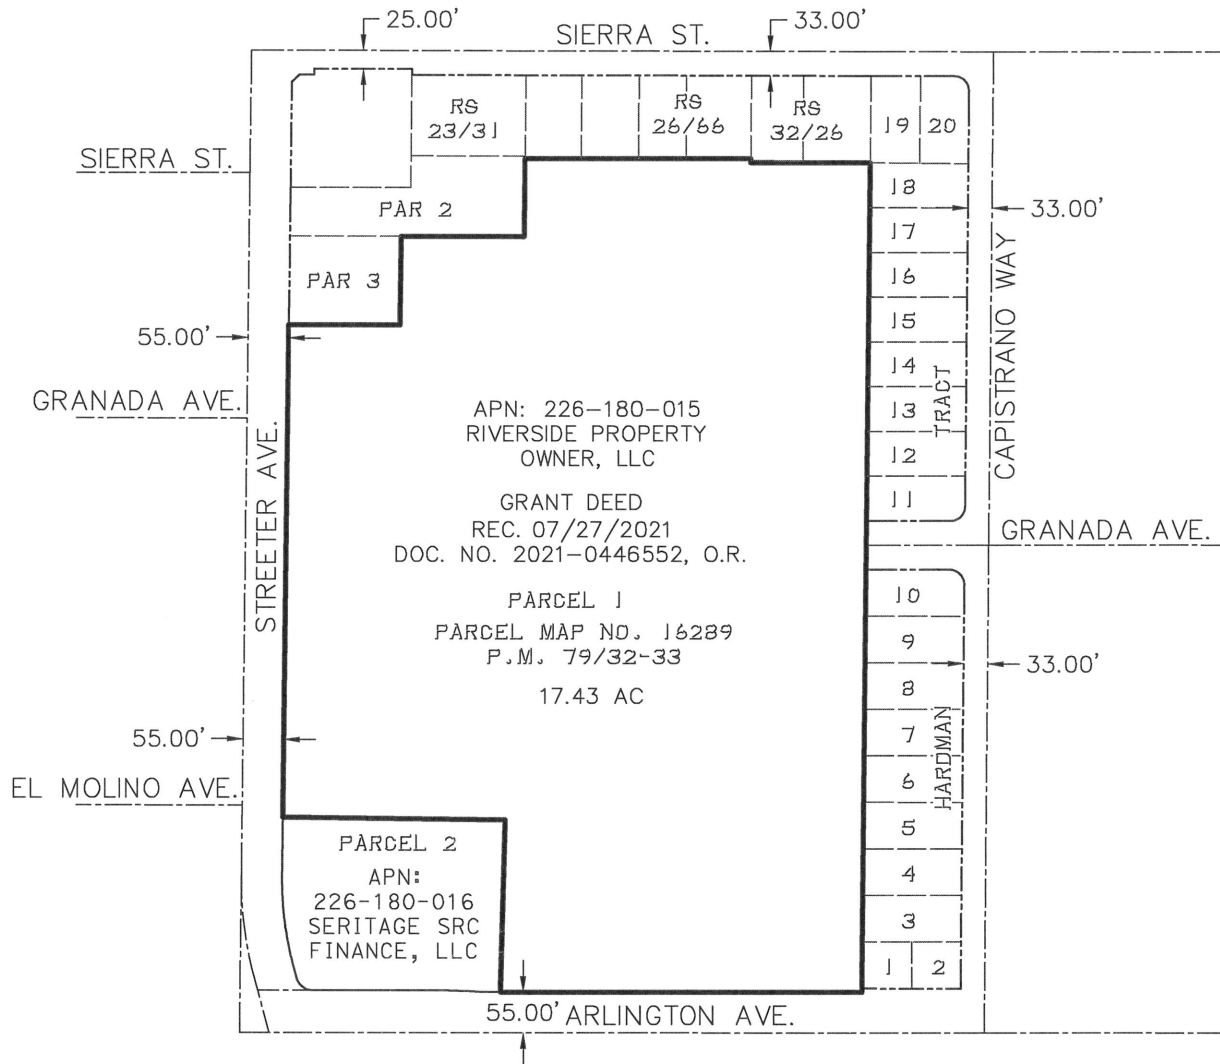 25.00'
33.00'
SIERRA ST.
RS
23/31
RS
26/66
RS
32/26
19
20
SIERRA ST.
18
PAR 2
33.00'
17
PAR 3
16
15
55.00'
14
GRANADA AVE.
13
TRACT
CAPISTRANO WAY
12
11
STREETER AVE.
APN: 226-180-015
RIVERSIDE PROPERTY
OWNER, LLC
GRANT DEED
REC. 07/27/2021
DOC. NO. 2021-0446552, O.R.
PARCEL 1
PARCEL MAP NO. 16289
P.M. 79/32-33
17.43 AC
GRANADA AVE.
10
9
33.00'
8
7
HARDMAN
55.00'
6
EL MOLINO AVE.
5
PARCEL 2
APN:
226-180-016
SERITAGE SRC
FINANCE, LLC
4
3
1
2
55.00'
ARLINGTON AVE.